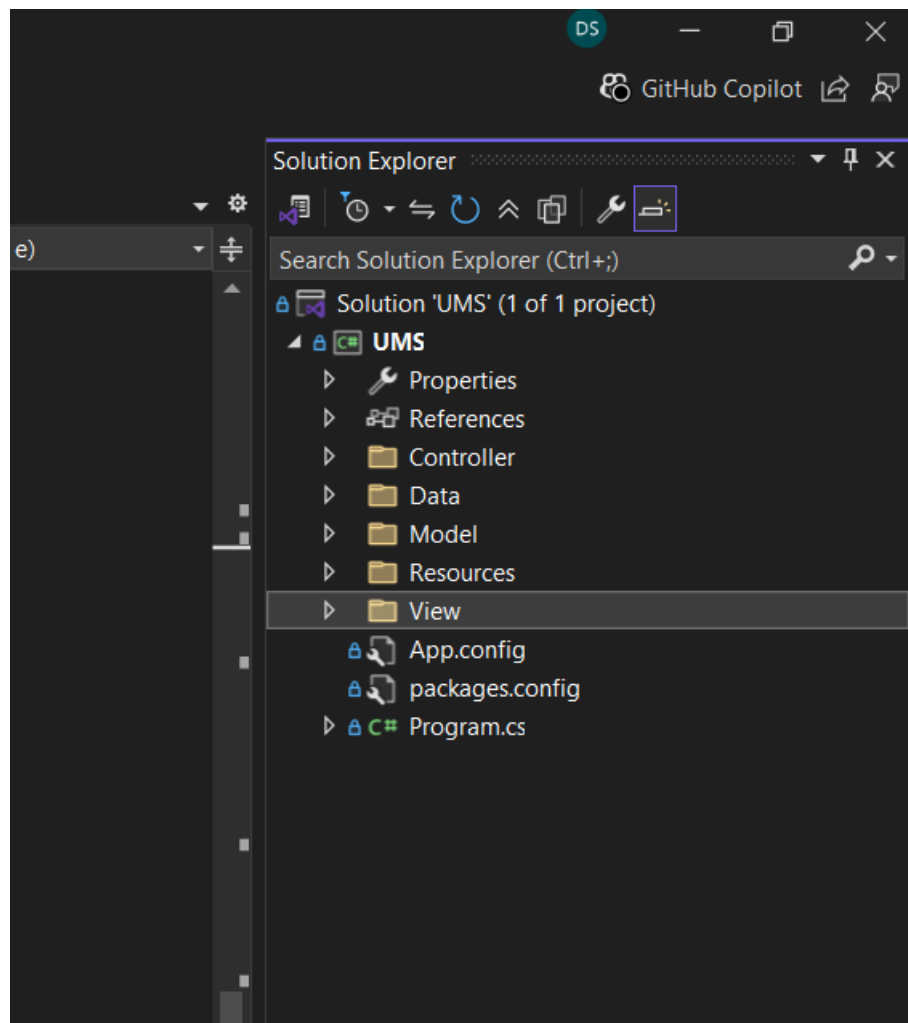 DS
GitHub Copilot
Solution Explorer
e)
Search Solution Explorer (Ctrl+;)
Solution 'UMS' (1 of 1 project)
C# UMS
Properties
References
Controller
Data
Model
Resources
View
App.config
packages.config
C# Program.cs